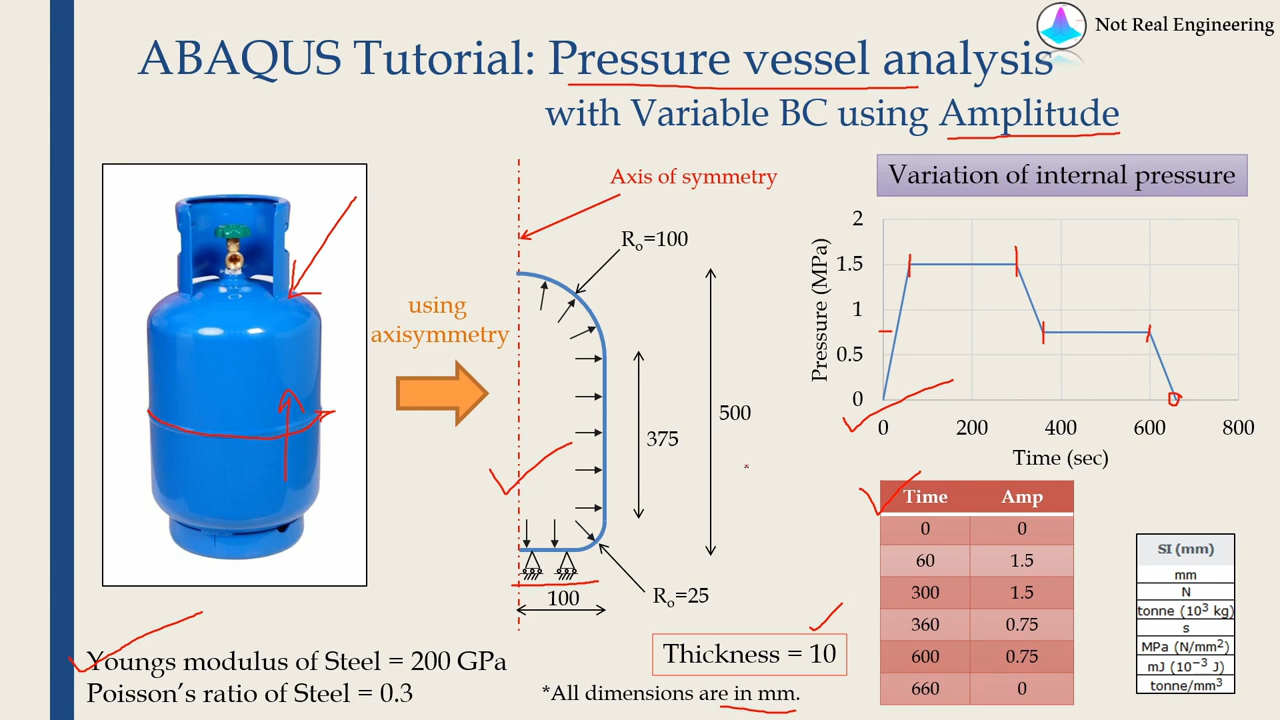 Not Real Engineering
ABAQUS Tutorial: Pressure vessel analysis
with Variable BC using Amplitude
Axis of symmetry
Rₒ=100
using
axisymmetry
375
500
100
Rₒ=25
Youngs modulus of Steel = 200 GPa
Poisson’s ratio of Steel = 0.3
Thickness = 10
*All dimensions are in mm.
Variation of internal pressure
Pressure (MPa)
2
1.5
1
0.5
0
0 200 400 600 800
Time (sec)
Time Amp
0 0
60 1.5
300 1.5
360 0.75
600 0.75
660 0
SI (mm)
mm
N
tonne (10³ kg)
s
MPa (N/mm²)
mJ (10⁻³ J)
tonne/mm³